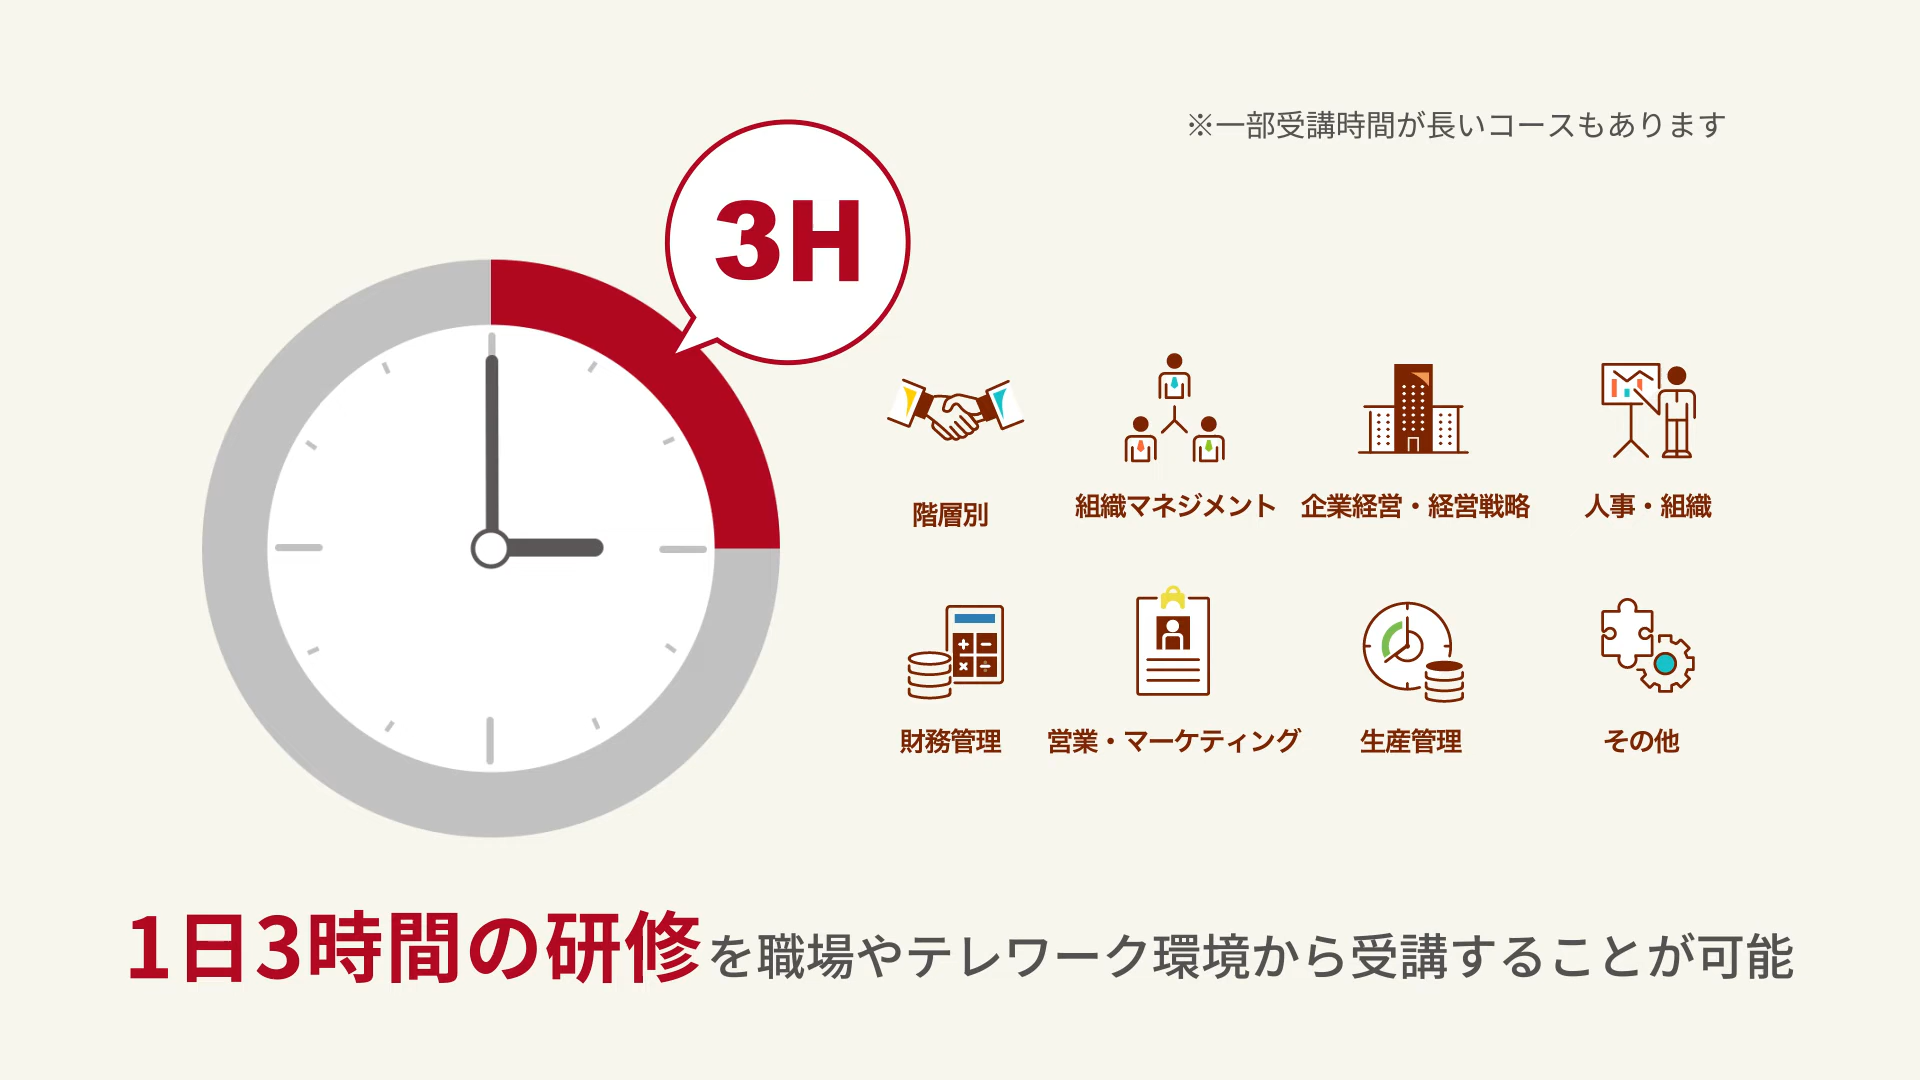 ※一部受講時間が長いコースもあります
3H
階層別
組織マネジメント
企業経営・経営戦略
人事・組織
財務管理
営業・マーケティング
生産管理
その他
1日3時間の研修を職場やテレワーク環境から受講することが可能